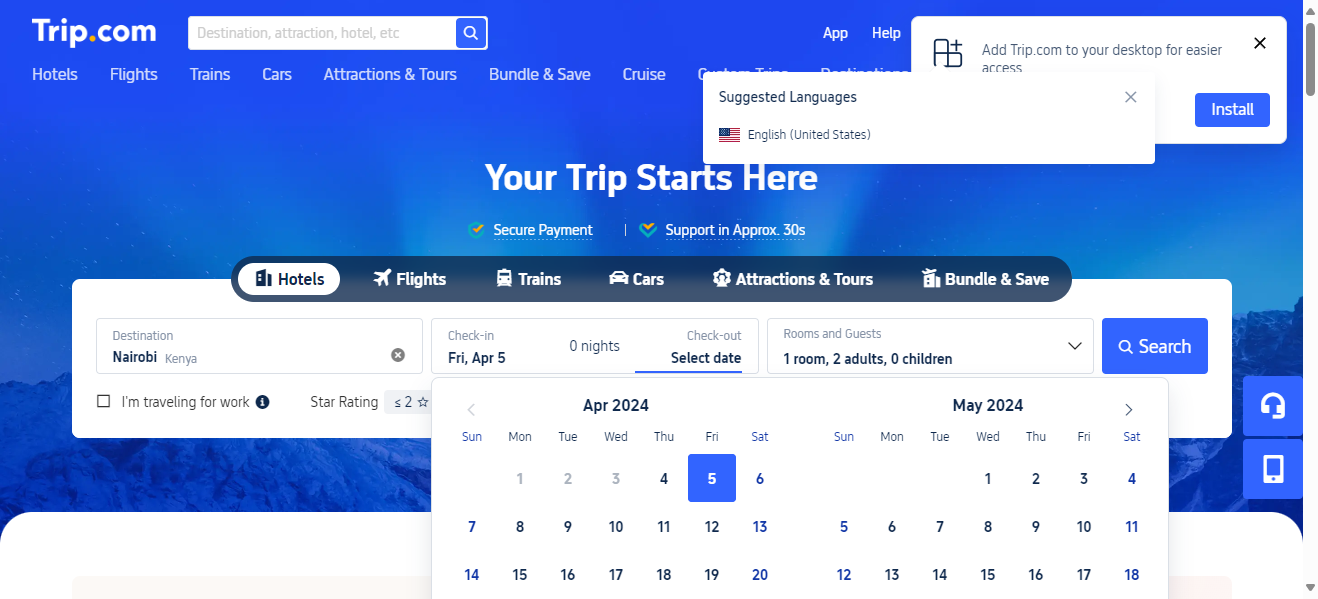 Trip.com
Destination, attraction, hotel, etc
App Help
Add Trip.com to your desktop for easier
access
Install
Hotels Flights Trains Cars Attractions & Tours Bundle & Save Cruise Custom Trips Destinations
Suggested Languages
English (United States)
Your Trip Starts Here
Secure Payment | Support in Approx. 30s
Hotels Flights Trains Cars Attractions & Tours Bundle & Save
Destination
Nairobi Kenya
Check-in
Fri, Apr 5
0 nights
Check-out
Select date
Rooms and Guests
1 room, 2 adults, 0 children
Search
I'm traveling for work
Star Rating
≤ 2
Apr 2024
Sun Mon Tue Wed Thu Fri Sat
1 2 3 4 5 6
7 8 9 10 11 12 13
14 15 16 17 18 19 20
May 2024
Sun Mon Tue Wed Thu Fri Sat
1 2 3 4
5 6 7 8 9 10 11
12 13 14 15 16 17 18